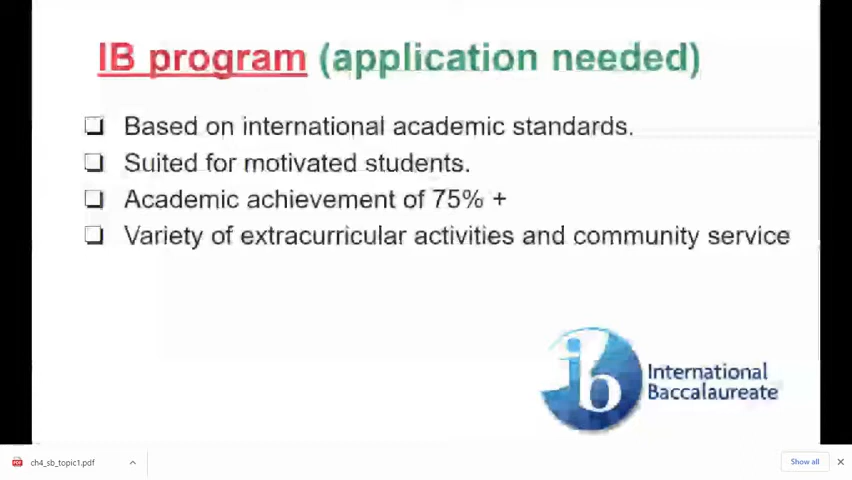 IB program (application needed)
Based on international academic standards.
Suited for motivated students.
Academic achievement of 75% +
Variety of extracurricular activities and community service
ib
International
Baccalaureate
ch4_sb_topic1.pdf
Show all